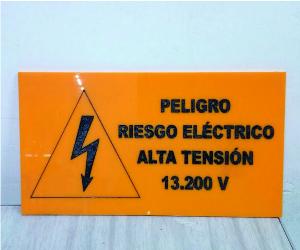 PELIGRO
RIESGO ELÉCTRICO
ALTA TENSIÓN
13.200 V